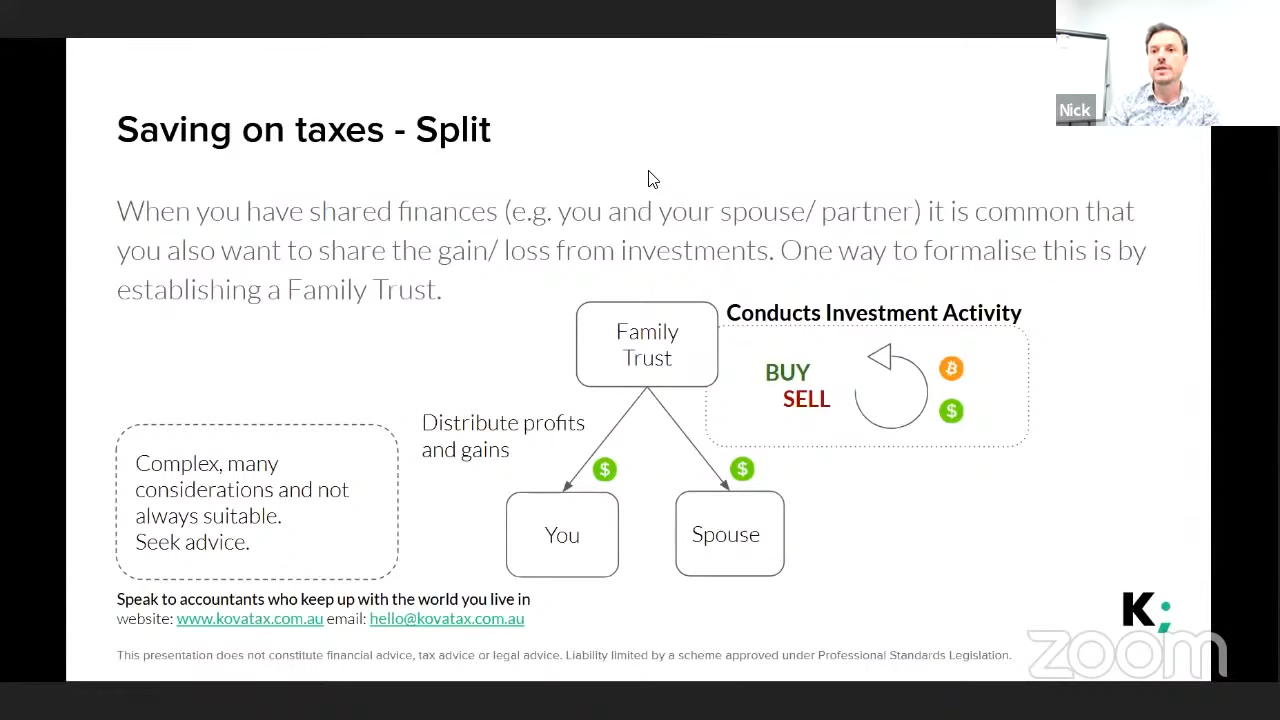 Saving on taxes - Split
Nick
When you have shared finances (e.g. you and your spouse/ partner) it is common that
you also want to share the gain/ loss from investments. One way to formalise this is by
establishing a Family Trust.
Family
Trust
Conducts Investment Activity
BUY
SELL
Distribute profits
and gains
Complex, many
considerations and not
always suitable.
Seek advice.
You
Spouse
Speak to accountants who keep up with the world you live in
website: www.kovatax.com.au email: hello@kovatax.com.au
K;
This presentation does not constitute financial advice, tax advice or legal advice. Liability limited by a scheme approved under Professional Standards Legislation.
zoom